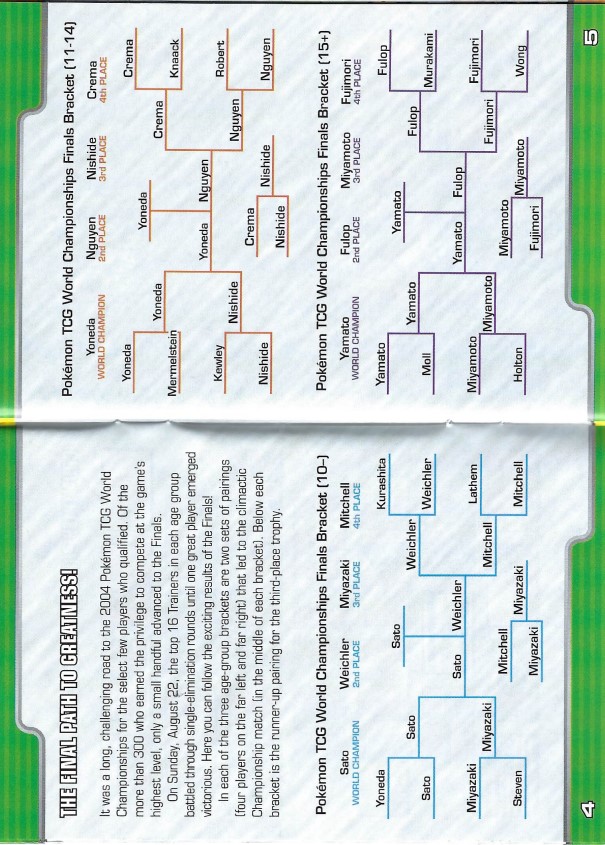 THE FINAL PATH TO GREATNESS!
It was a long, challenging road to the 2004 Pokémon TCG World
Championships for the select few players who qualified. Of the
more than 300 who earned the privilege to compete at the game's
highest level, only a small handful advanced to the Finals.
On Sunday, August 22, the top 16 Trainers in each age group
battled through single-elimination rounds until one great player emerged
victorious. Here you can follow the exciting results of the Finals!
In each of the three age-group brackets are two sets of pairings
(four players on the far left and far right) that led to the climactic
Championship match (in the middle of each bracket). Below each
bracket is the runner-up pairing for the third-place trophy.
Pokémon TCG World Championships Finals Bracket (10–)
Sato Weichler Miyazaki Mitchell
WORLD CHAMPION 2nd PLACE 3rd PLACE 4th PLACE
Yoneda
Sato
Sato
Miyazaki
Miyazaki
Steven
Sato
Sato
Weichler
Kurashita
Weichler
Weichler
Lathem
Mitchell
Mitchell
Mitchell
Miyazaki
Miyazaki
4
Pokémon TCG World Championships Finals Bracket (11-14)
Yoneda Nguyen Nishide Crema
WORLD CHAMPION 2nd PLACE 3rd PLACE 4th PLACE
Yoneda
Yoneda
Mermelstein
Kewley
Nishide
Nishide
Yoneda
Yoneda
Nguyen
Crema
Crema
Knaack
Robert
Nguyen
Nguyen
Crema
Nishide
Nishide
Pokémon TCG World Championships Finals Bracket (15+)
Yamato Fulop Miyamoto Fujimori
WORLD CHAMPION 2nd PLACE 3rd PLACE 4th PLACE
Yamato
Yamato
Moll
Miyamoto
Miyamoto
Holton
Yamato
Yamato
Fulop
Fulop
Fulop
Murakami
Fujimori
Fujimori
Wong
Miyamoto
Miyamoto
Fujimori
5